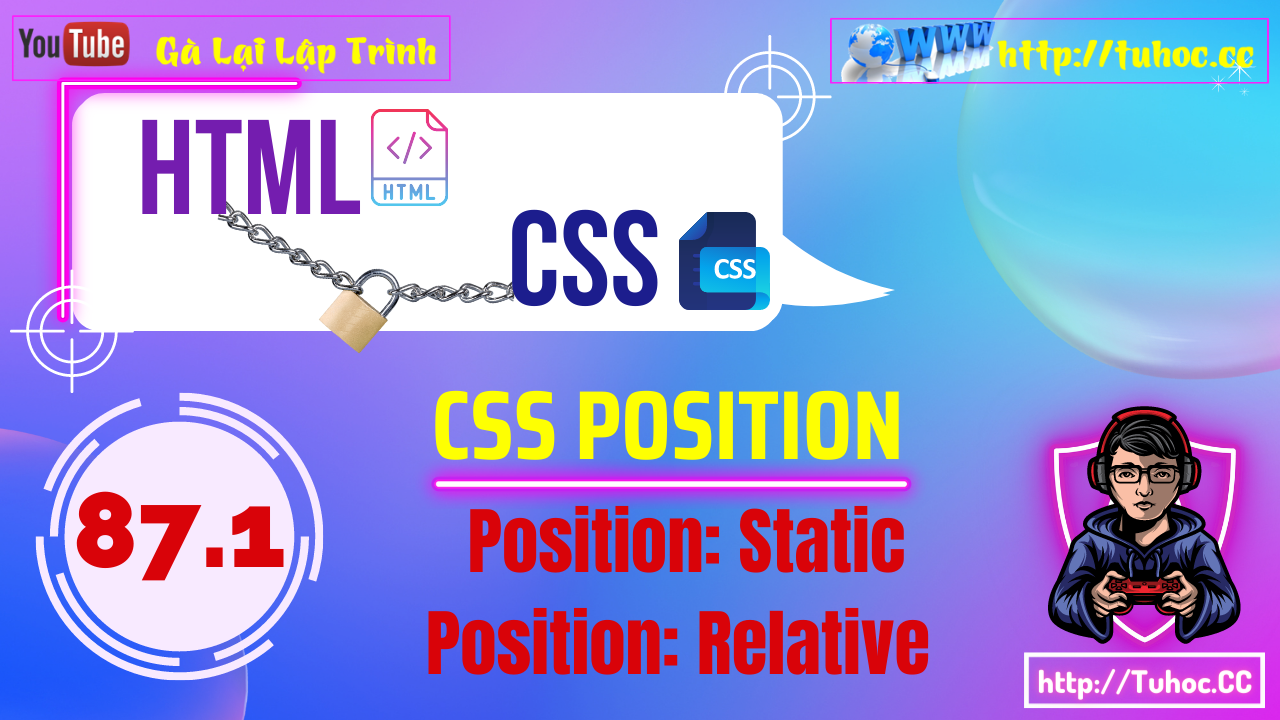 YouTube Gà Lại Lập Trình
WWW http://tuhoc.cc
HTML
</>
HTML
CSS
CSS
CSS POSITION
87.1
Position: Static
Position: Relative
http://Tuhoc.CC